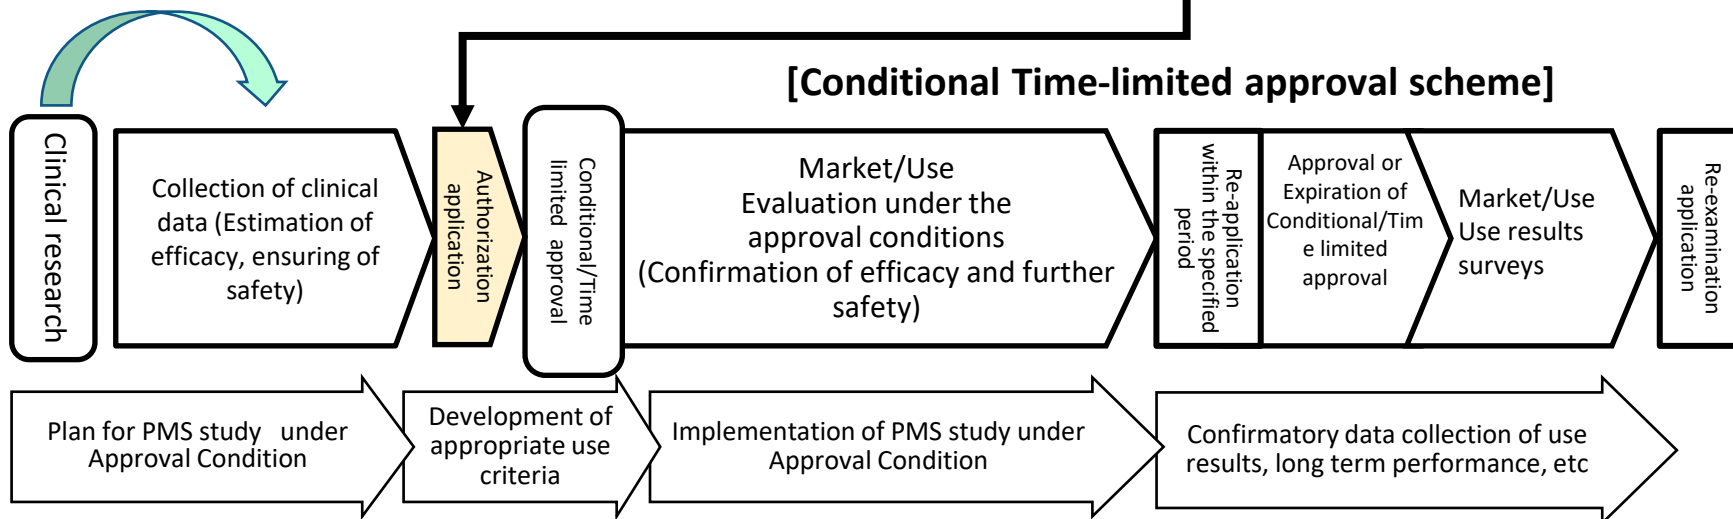 [Conditional Time-limited approval scheme]
Clinical research
Collection of clinical
data (Estimation of
efficacy, ensuring of
safety)
Authorization
application
Conditional/Time
limited approval
Market/Use
Evaluation under the
approval conditions
(Confirmation of efficacy and further
safety)
Re-application
within the specified
period
Approval or
Expiration of
Conditional/Tim
e limited
approval
Market/Use
Use results
surveys
Re-examination
application
Plan for PMS study under
Approval Condition
Development of
appropriate use
criteria
Implementation of PMS study under
Approval Condition
Confirmatory data collection of use
results, long term performance, etc